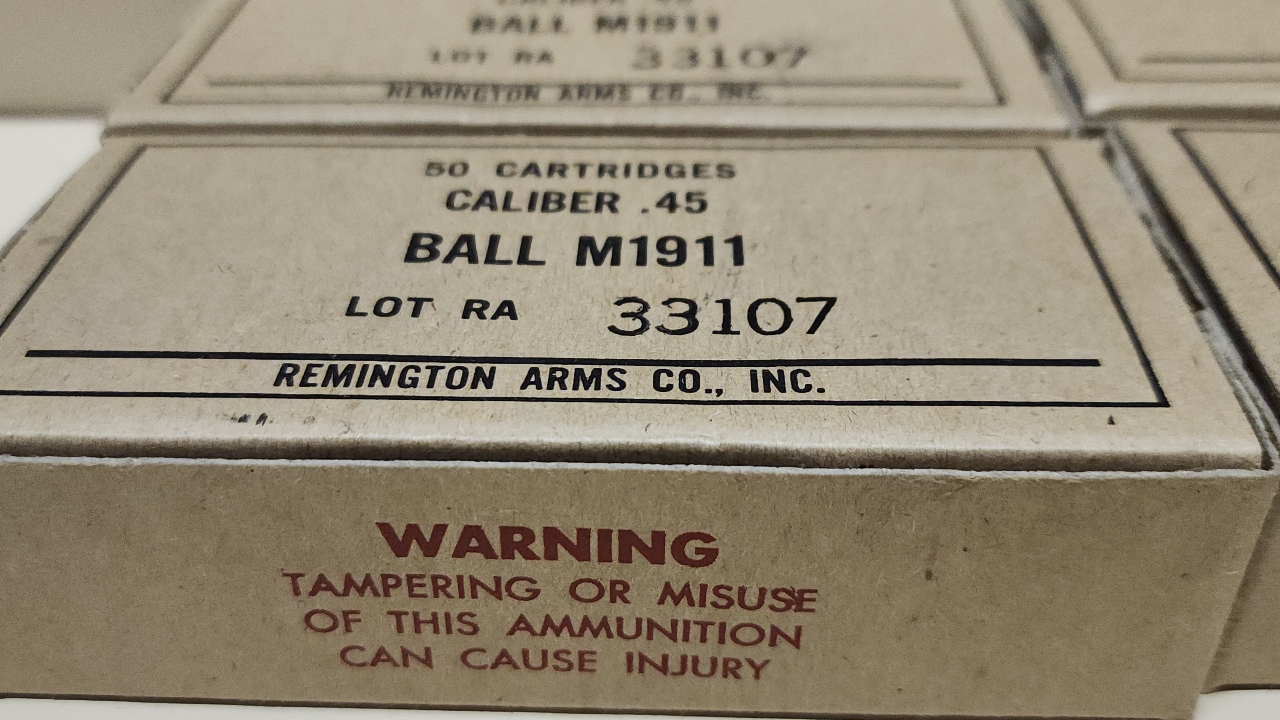 BALL M1911
LOT RA 33107
REMINGTON ARMS CO., INC.
50 CARTRIDGES
CALIBER .45
BALL M1911
LOT RA 33107
REMINGTON ARMS CO., INC.
WARNING
TAMPERING OR MISUSE
OF THIS AMMUNITION
CAN CAUSE INJURY